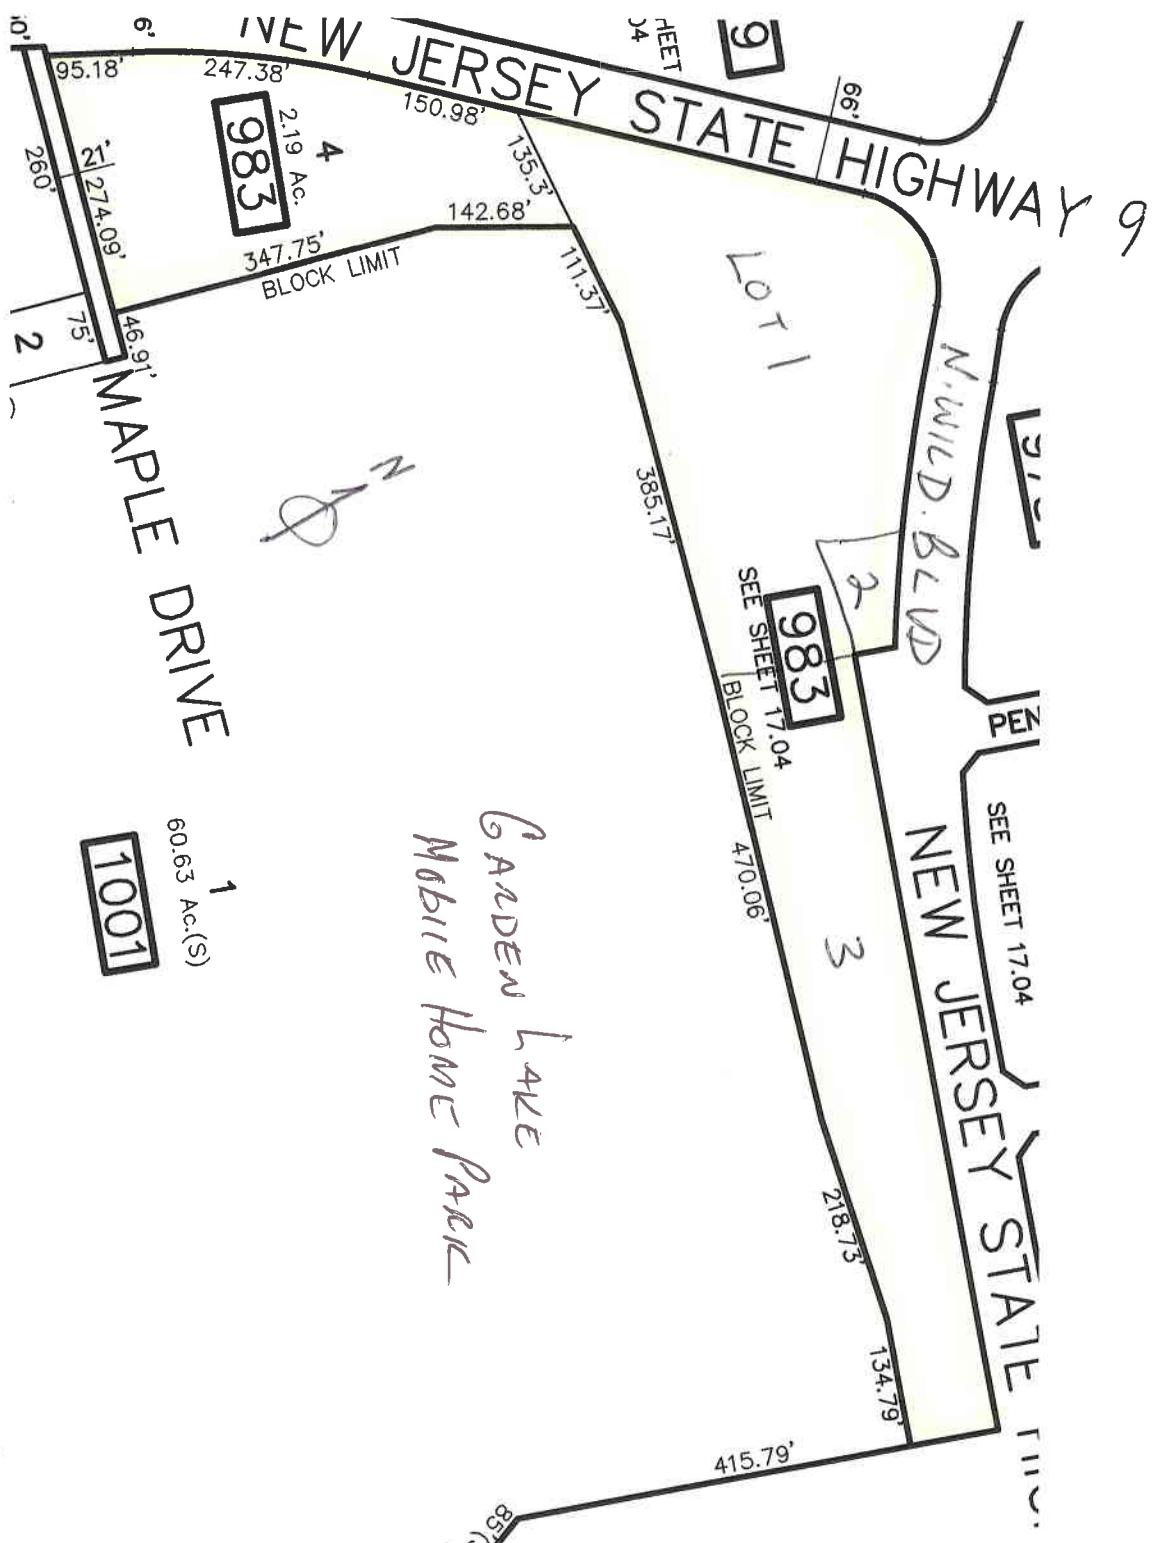 9
HEET
04
66'
NEW JERSEY STATE HIGHWAY 9
6'
95.18'
247.38'
150.98'
135.3'
4
2.19 Ac.
983
21'
274.09'
260'
142.68'
347.75'
BLOCK LIMIT
111.37'
LOT 1
N. WILD. BLVD
75'
46.91'
2
MAPLE DRIVE
N
385.17'
2
983
SEE SHEET 17.04
BLOCK LIMIT
470.06'
3
SEE SHEET 17.04
NEW JERSEY STATE
GARDEN LAKE
MOBILE HOME PARK
1
60.63 Ac.(S)
1001
218.73'
134.79'
415.79'